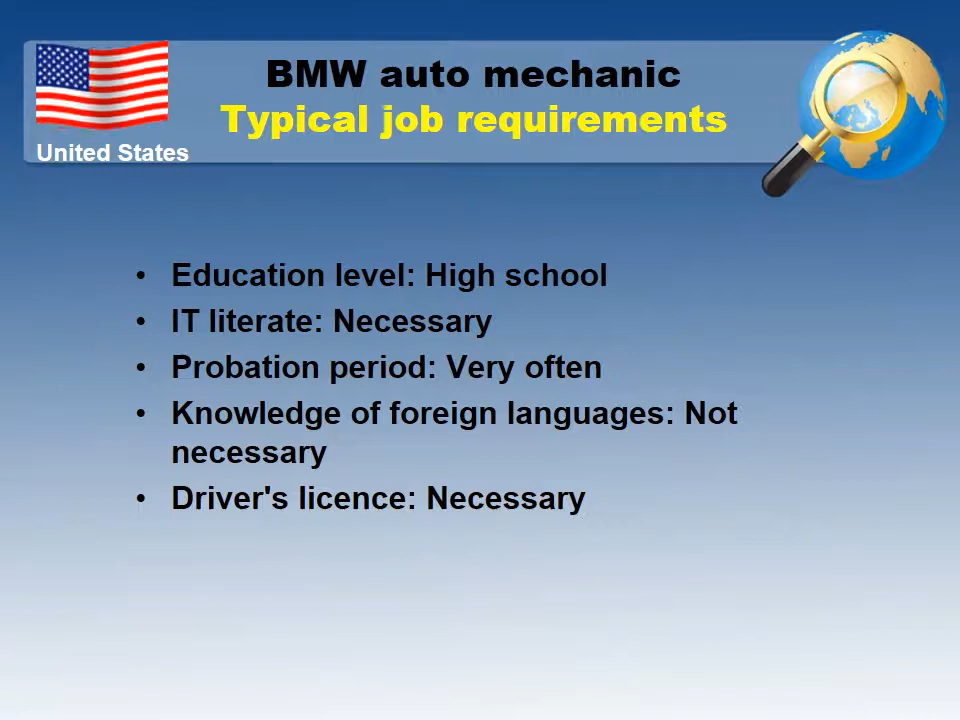 BMW auto mechanic
Typical job requirements
United States
• Education level: High school
• IT literate: Necessary
• Probation period: Very often
• Knowledge of foreign languages: Not
necessary
• Driver's licence: Necessary